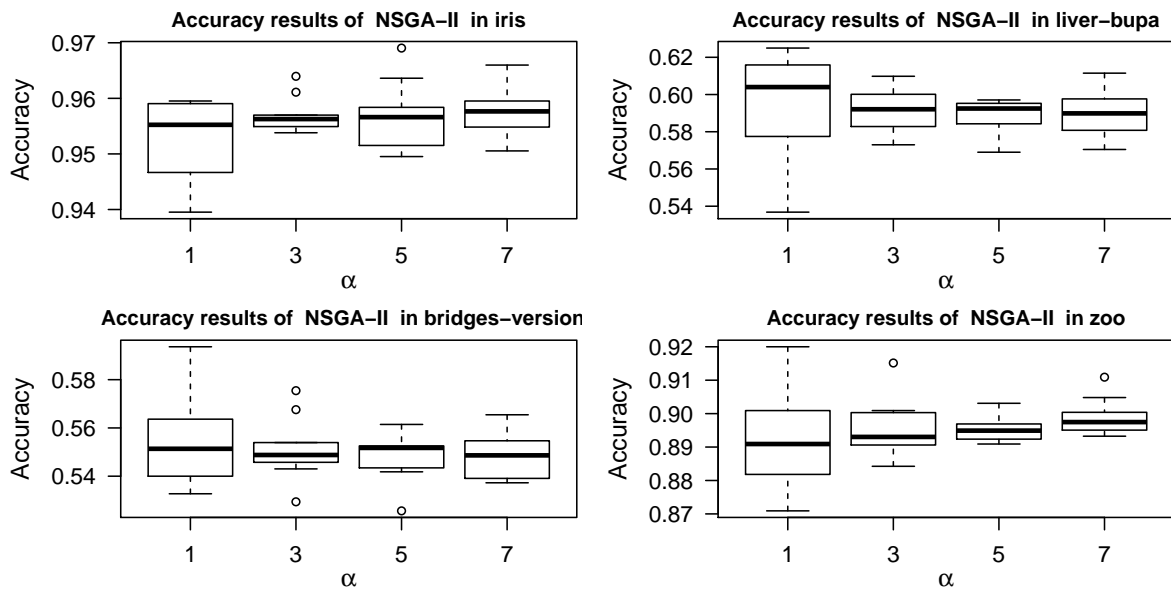 Accuracy results of NSGA−II in iris
Accuracy
0.97
0.96
0.95
0.94
1 3 5 7
α
Accuracy results of NSGA−II in liver−bupa
Accuracy
0.62
0.60
0.58
0.56
0.54
1 3 5 7
α
Accuracy results of NSGA−II in bridges−version
Accuracy
0.58
0.56
0.54
1 3 5 7
α
Accuracy results of NSGA−II in zoo
Accuracy
0.92
0.91
0.90
0.89
0.88
0.87
1 3 5 7
α